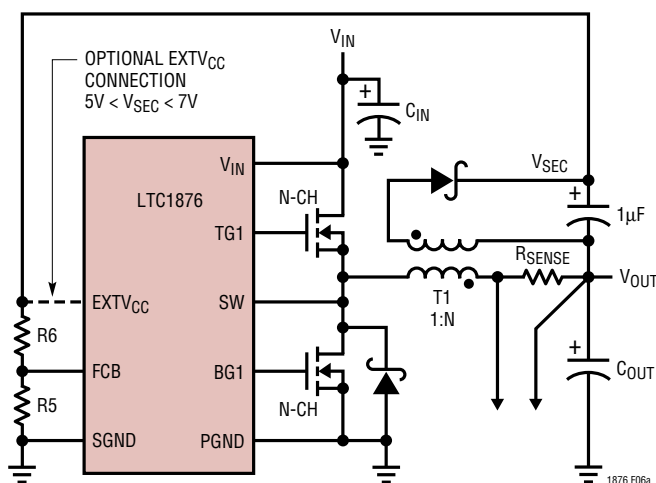 OPTIONAL EXTVCC
CONNECTION
5V < VSEC < 7V
VIN
+
CIN
VIN
LTC1876
N-CH
TG1
VSEC
+
1µF
RSENSE
VOUT
T1
1:N
EXTVCC
SW
R6
FCB
BG1
+
COUT
R5
N-CH
SGND
PGND
1876 F06a